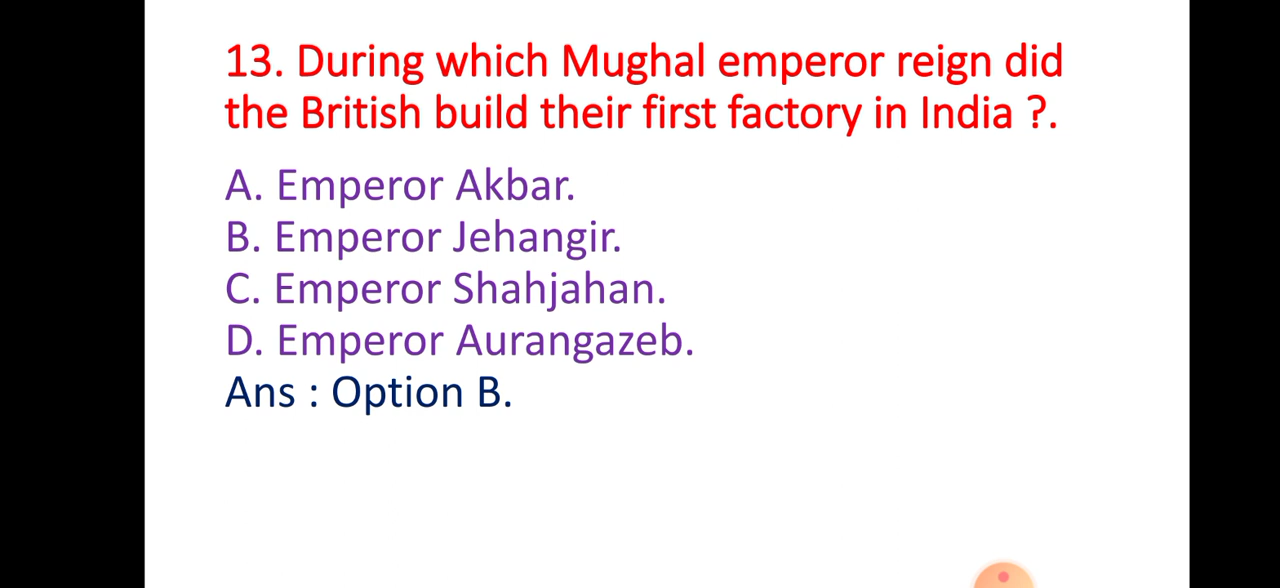 13. During which Mughal emperor reign did
the British build their first factory in India ?.
A. Emperor Akbar.
B. Emperor Jehangir.
C. Emperor Shahjahan.
D. Emperor Aurangazeb.
Ans : Option B.